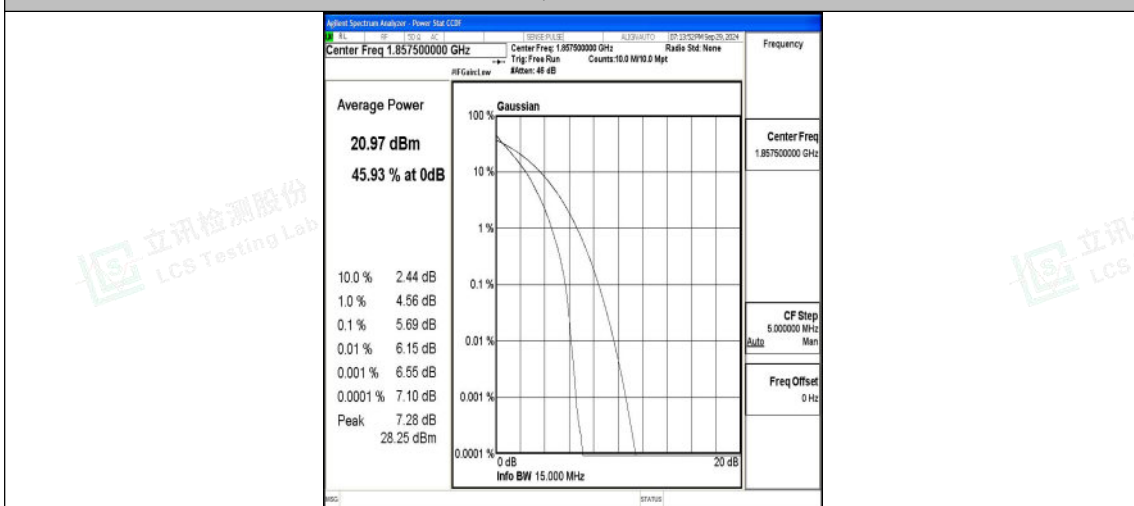 Agilent Spectrum Analyzer - Power Stat CCDF
RL RF 50 Ω AC SENSE:PULSE ALIGNAUTO 07:13:52PM Sep 29, 2024
Center Freq 1.857500000 GHz
Center Freq: 1.857500000 GHz Radio Std: None
Trig: Free Run Counts:10.0 M/10.0 Mpt
#IFGain:Low #Atten: 46 dB
Frequency
Average Power
20.97 dBm
45.93 % at 0dB
10.0 % 2.44 dB
1.0 % 4.56 dB
0.1 % 5.69 dB
0.01 % 6.15 dB
0.001 % 6.55 dB
0.0001 % 7.10 dB
Peak 7.28 dB
28.25 dBm
Gaussian
100 %
10 %
1 %
0.1 %
0.01 %
0.001 %
0.0001 %
0 dB 20 dB
Info BW 15.000 MHz
Center Freq
1.857500000 GHz
CF Step
5.000000 MHz
Auto Man
Freq Offset
0 Hz
MSG STATUS
立讯检测股份
LCS Testing Lab
立讯
LCS